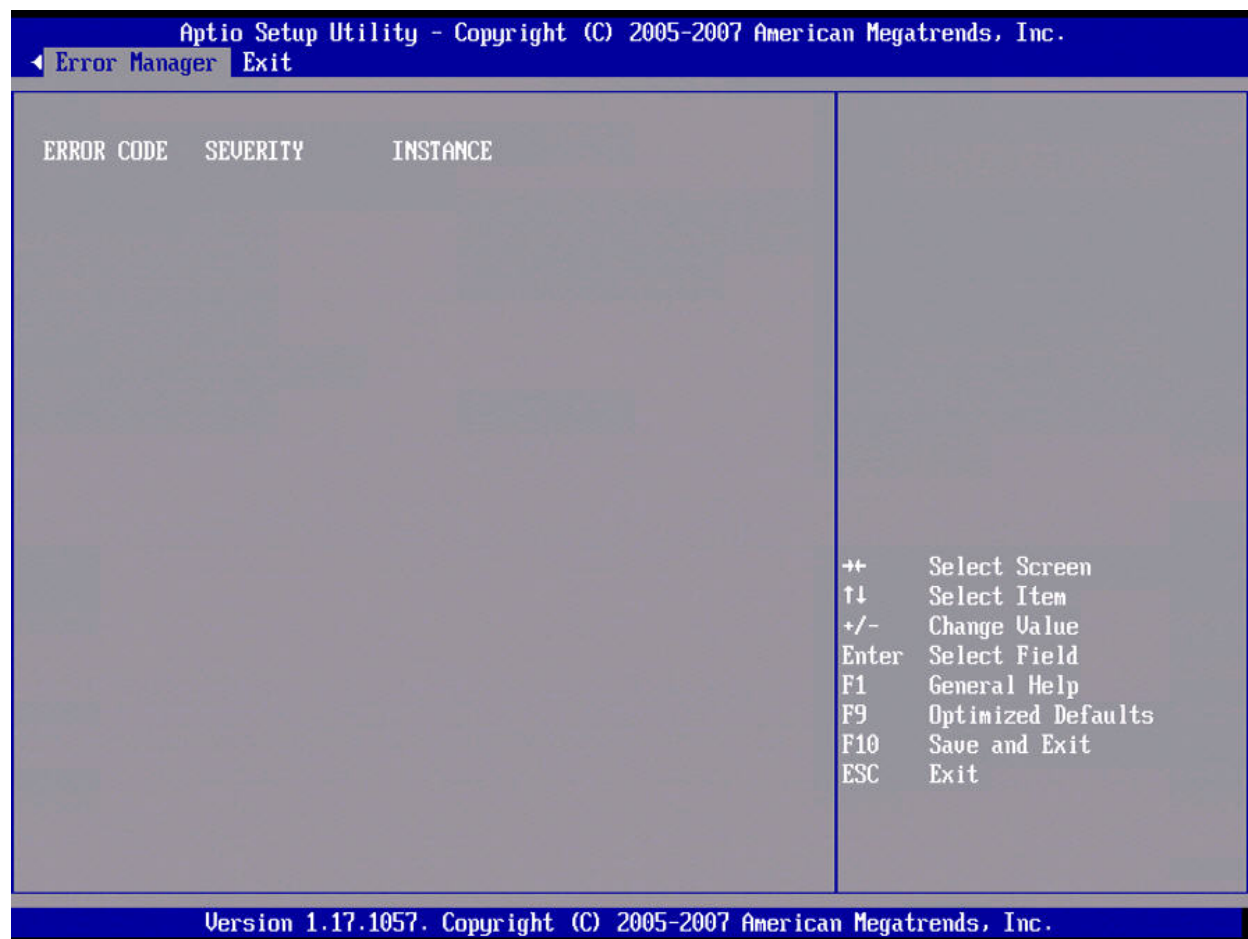 Aptio Setup Utility - Copyright (C) 2005-2007 American Megatrends, Inc.
Error Manager Exit
ERROR CODE SEVERITY INSTANCE
→← Select Screen
↑↓ Select Item
+/- Change Value
Enter Select Field
F1 General Help
F9 Optimized Defaults
F10 Save and Exit
ESC Exit
Version 1.17.1057. Copyright (C) 2005-2007 American Megatrends, Inc.